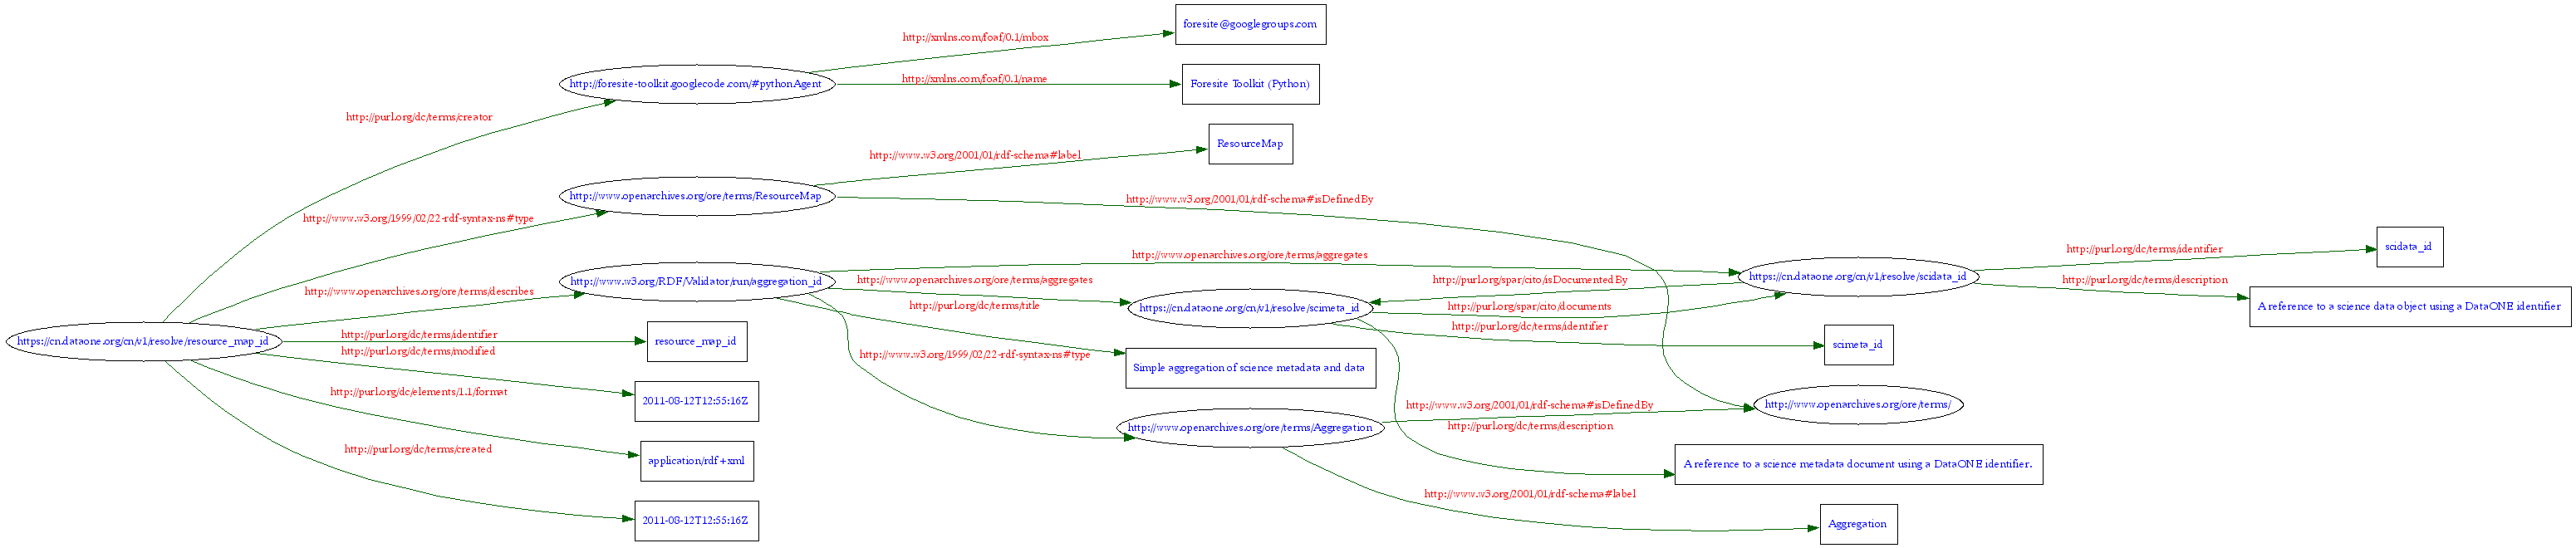 foresite@googlegroups.com
http://xmlns.com/foaf/0.1/mbox
http://foresite-toolkit.googlecode.com/#pythonAgent
http://xmlns.com/foaf/0.1/name
Foresite Toolkit (Python)
http://purl.org/dc/terms/creator
ResourceMap
http://www.w3.org/2001/01/rdf-schema#label
http://www.openarchives.org/ore/terms/ResourceMap
http://www.w3.org/2001/01/rdf-schema#isDefinedBy
http://www.w3.org/1999/02/22-rdf-syntax-ns#type
http://www.openarchives.org/ore/terms/aggregates
http://purl.org/dc/terms/identifier
scidata_id
http://www.w3.org/RDF/Validator/run/aggregation_id
http://www.openarchives.org/ore/terms/aggregates
http://purl.org/spar/cito/isDocumentedBy
https://cn.dataone.org/cn/v1/resolve/scidata_id
http://purl.org/dc/terms/description
http://www.openarchives.org/ore/terms/describes
http://purl.org/dc/terms/title
https://cn.dataone.org/cn/v1/resolve/scimeta_id
http://purl.org/spar/cito/documents
A reference to a science data object using a DataONE identifier
http://purl.org/dc/terms/identifier
scimeta_id
https://cn.dataone.org/cn/v1/resolve/resource_map_id
http://purl.org/dc/terms/identifier
resource_map_id
http://purl.org/dc/terms/modified
http://www.w3.org/1999/02/22-rdf-syntax-ns#type
Simple aggregation of science metadata and data
http://purl.org/dc/elements/1.1/format
2011-08-12T12:55:16Z
http://www.w3.org/2001/01/rdf-schema#isDefinedBy
http://www.openarchives.org/ore/terms/
http://www.openarchives.org/ore/terms/Aggregation
http://purl.org/dc/terms/description
http://purl.org/dc/terms/created
application/rdf+xml
A reference to a science metadata document using a DataONE identifier.
http://www.w3.org/2001/01/rdf-schema#label
2011-08-12T12:55:16Z
Aggregation